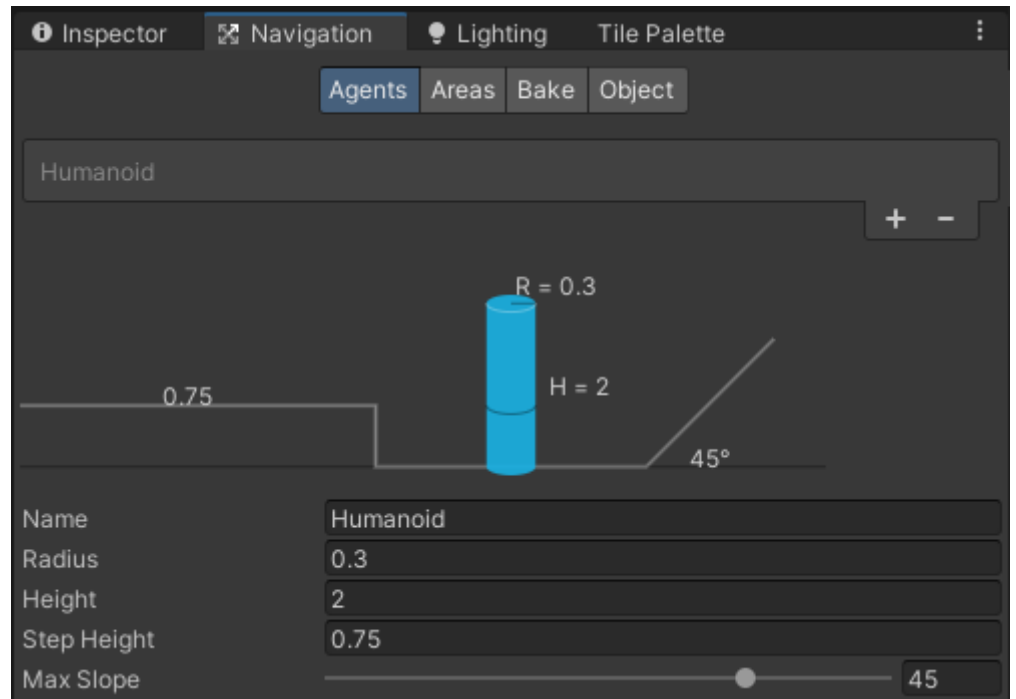 Inspector Navigation Lighting Tile Palette
Agents Areas Bake Object
Humanoid
+ -
R = 0.3
H = 2
0.75
45°
Name Humanoid
Radius 0.3
Height 2
Step Height 0.75
Max Slope 45